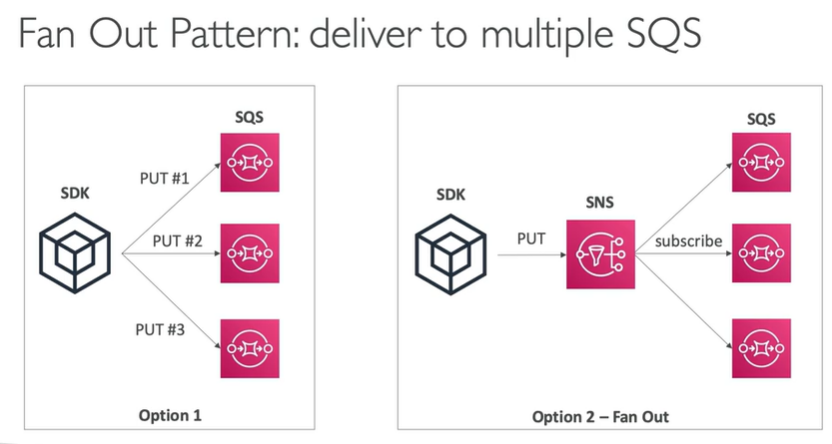 Fan Out Pattern: deliver to multiple SQS
SQS
SDK
PUT #1
PUT #2
PUT #3
Option 1
SQS
SDK
SNS
PUT
subscribe
Option 2 – Fan Out